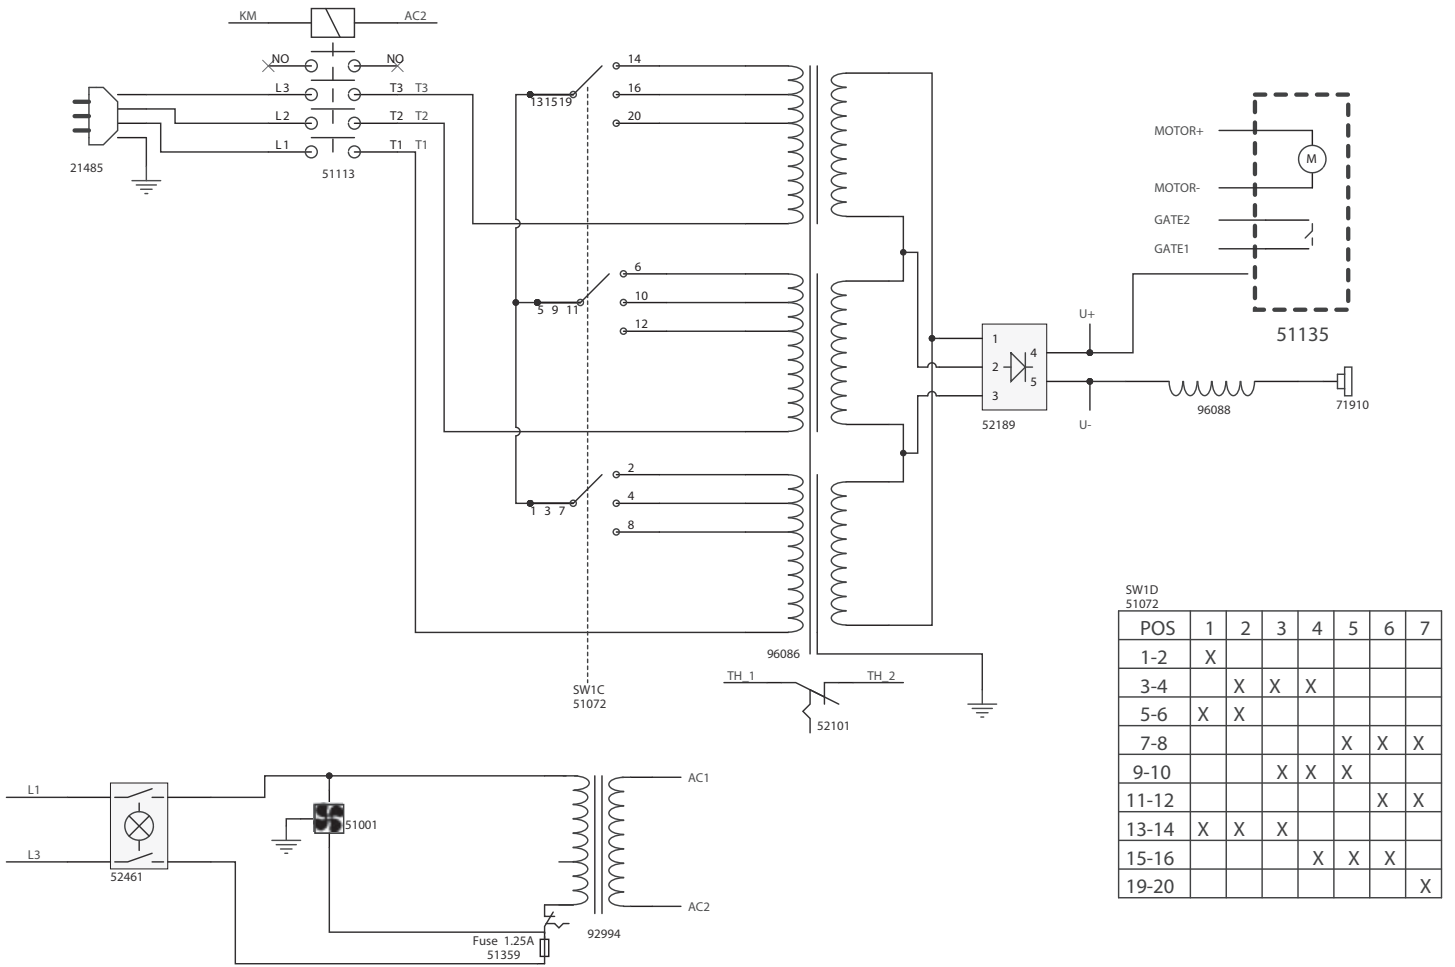 KM AC2
NO NO
L3 T3 T3
L2 T2 T2
L1 T1 T1
21485
51113
14
131519 16
20
6
5 9 11 10
12
2
1 3 7 4
8
SW1C
51072
96086
TH_1 TH_2
52101
1
2
3
4
5
52189
U+
U-
MOTOR+
MOTOR-
GATE2
GATE1
M
51135
96088
71910
L1
L3
52461
51001
Fuse 1.25A
51359
92994
AC1
AC2
SW1D
51072
POS 1 2 3 4 5 6 7
1-2 X
3-4 X X X
5-6 X X
7-8 X X X
9-10 X X X
11-12 X X
13-14 X X X
15-16 X X X
19-20 X